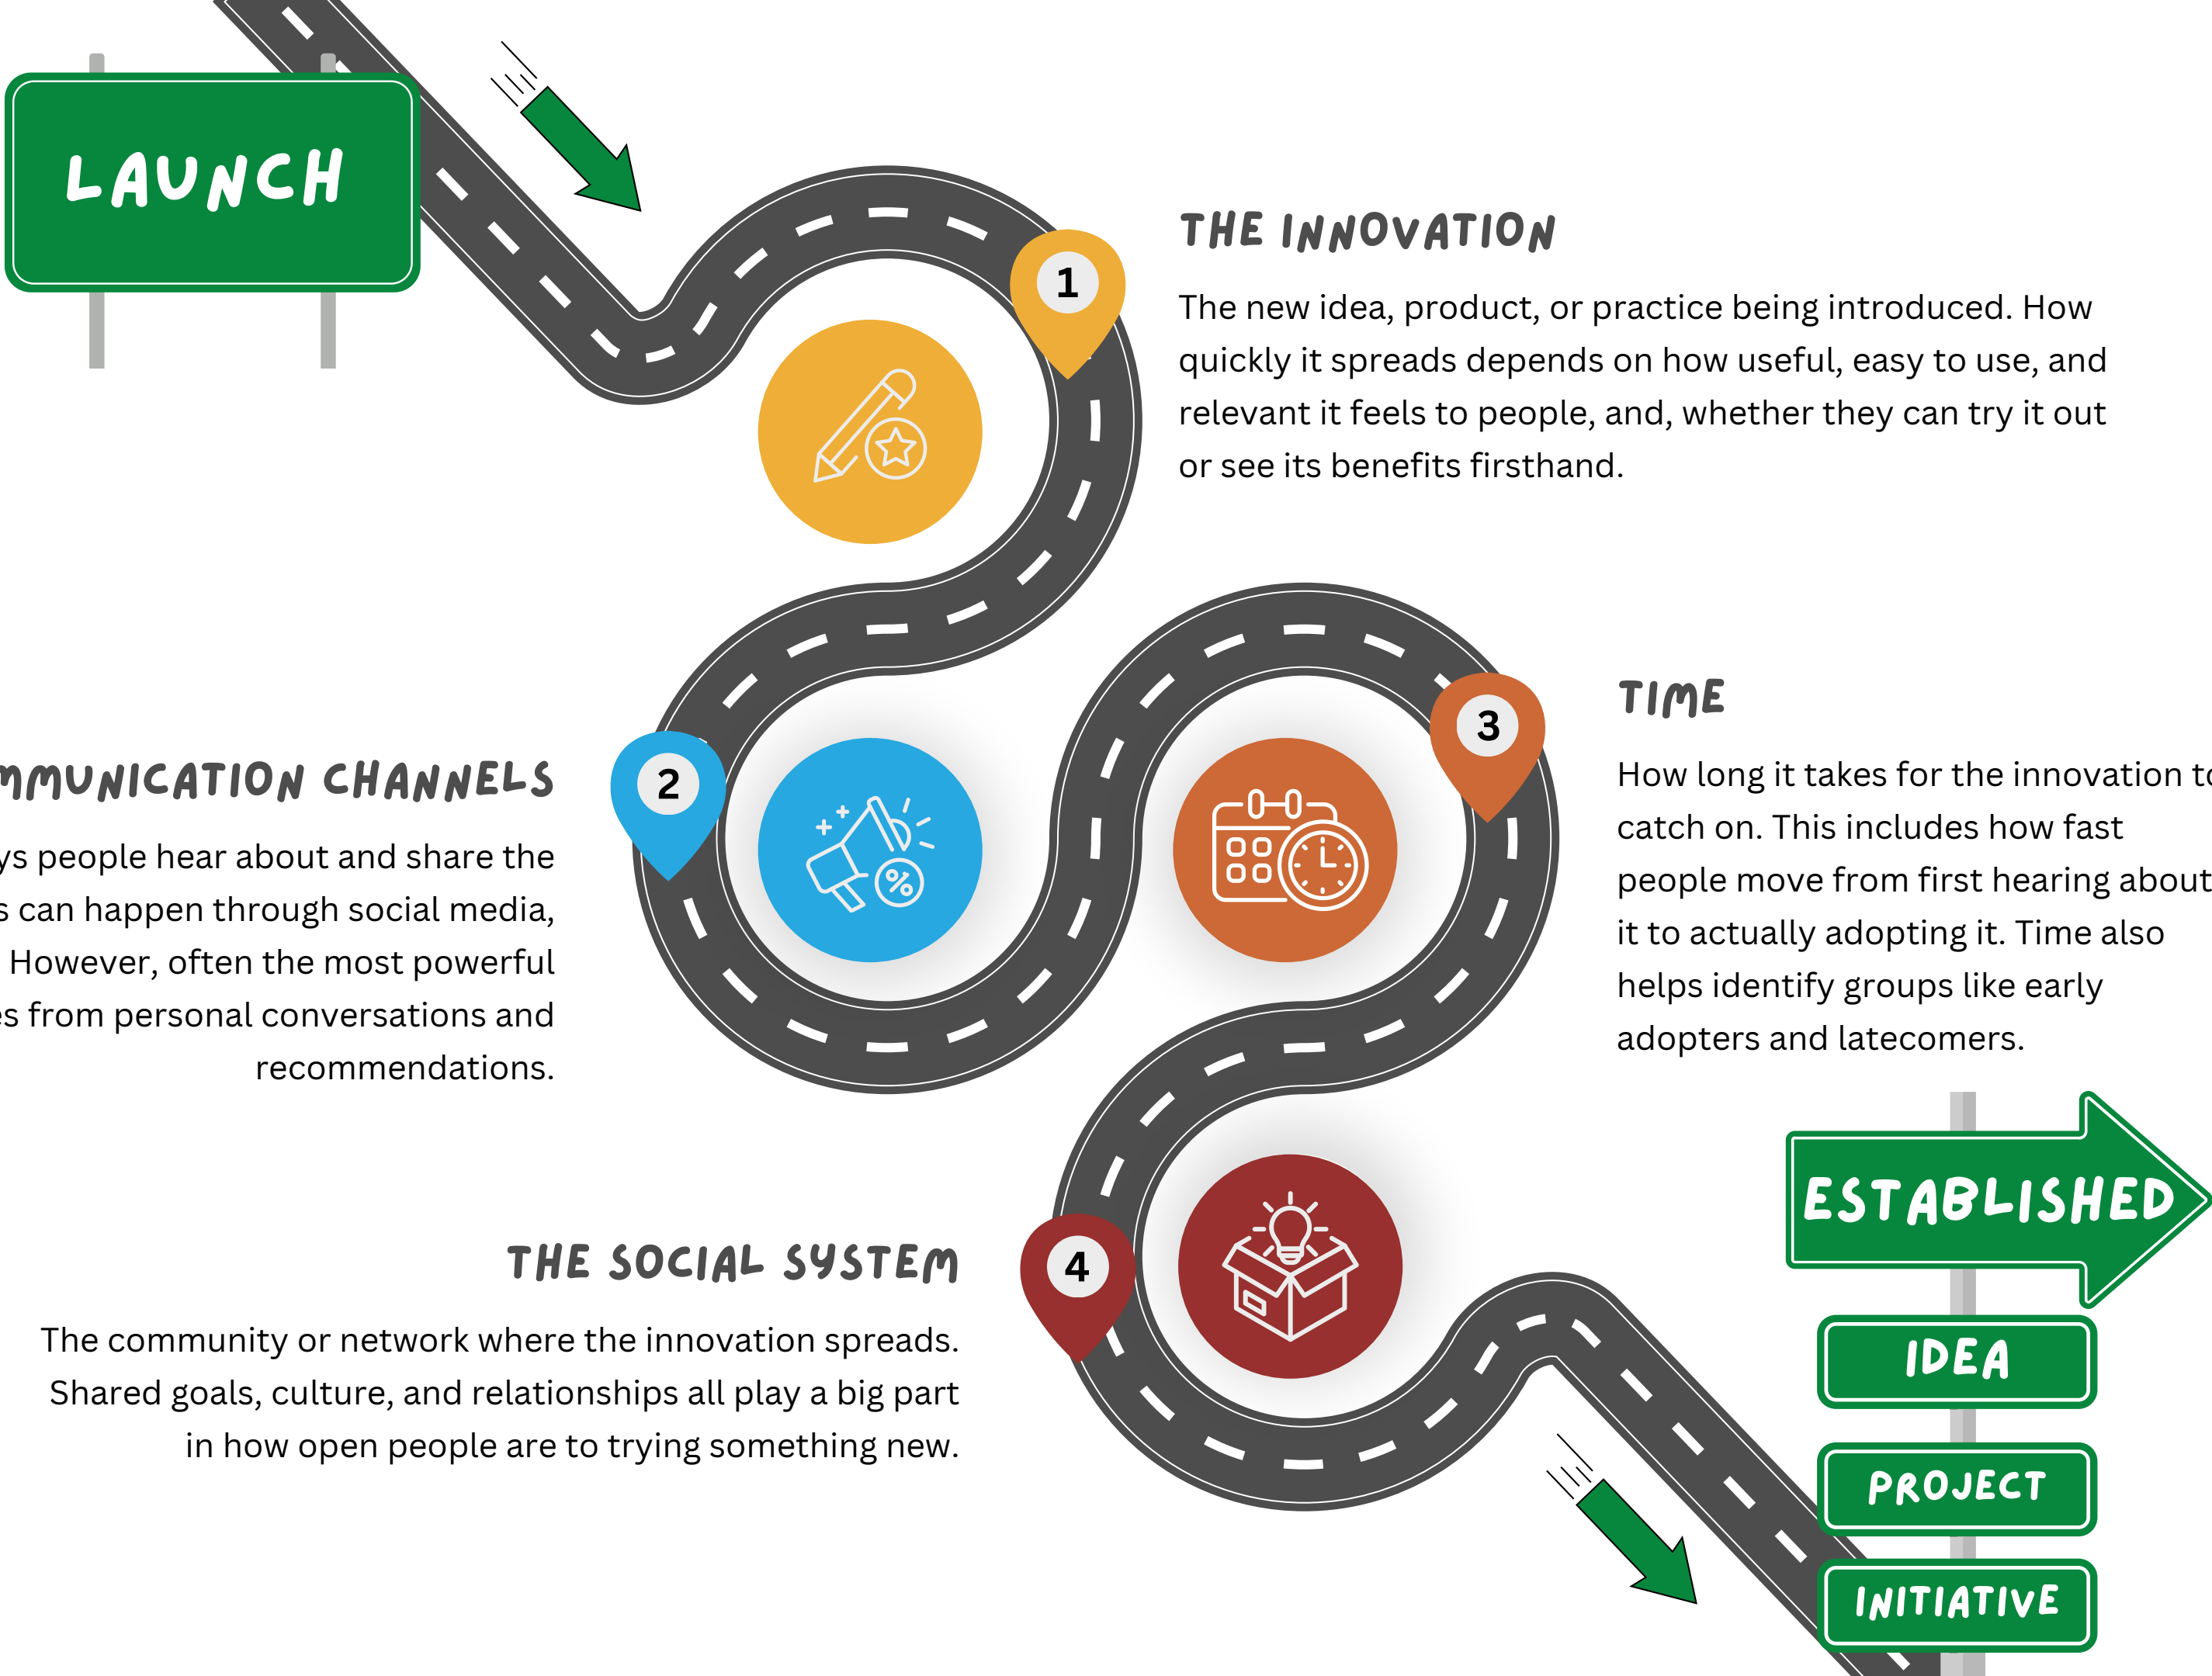 LAUNCH
1
THE INNOVATION
The new idea, product, or practice being introduced. How
quickly it spreads depends on how useful, easy to use, and
relevant it feels to people, and, whether they can try it out
or see its benefits firsthand.
2
CHANNELS
people hear about and share the
can happen through social media,
However, often the most powerful
from personal conversations and
recommendations.
3
TIME
How long it takes for the innovation
catch on. This includes how fast
people move from first hearing about
it to actually adopting it. Time also
helps identify groups like early
adopters and latecomers.
4
THE SOCIAL SYSTEM
The community or network where the innovation spreads.
Shared goals, culture, and relationships all play a big part
in how open people are to trying something new.
%
ESTABLISHED
IDEA
PROJECT
INITIATIVE